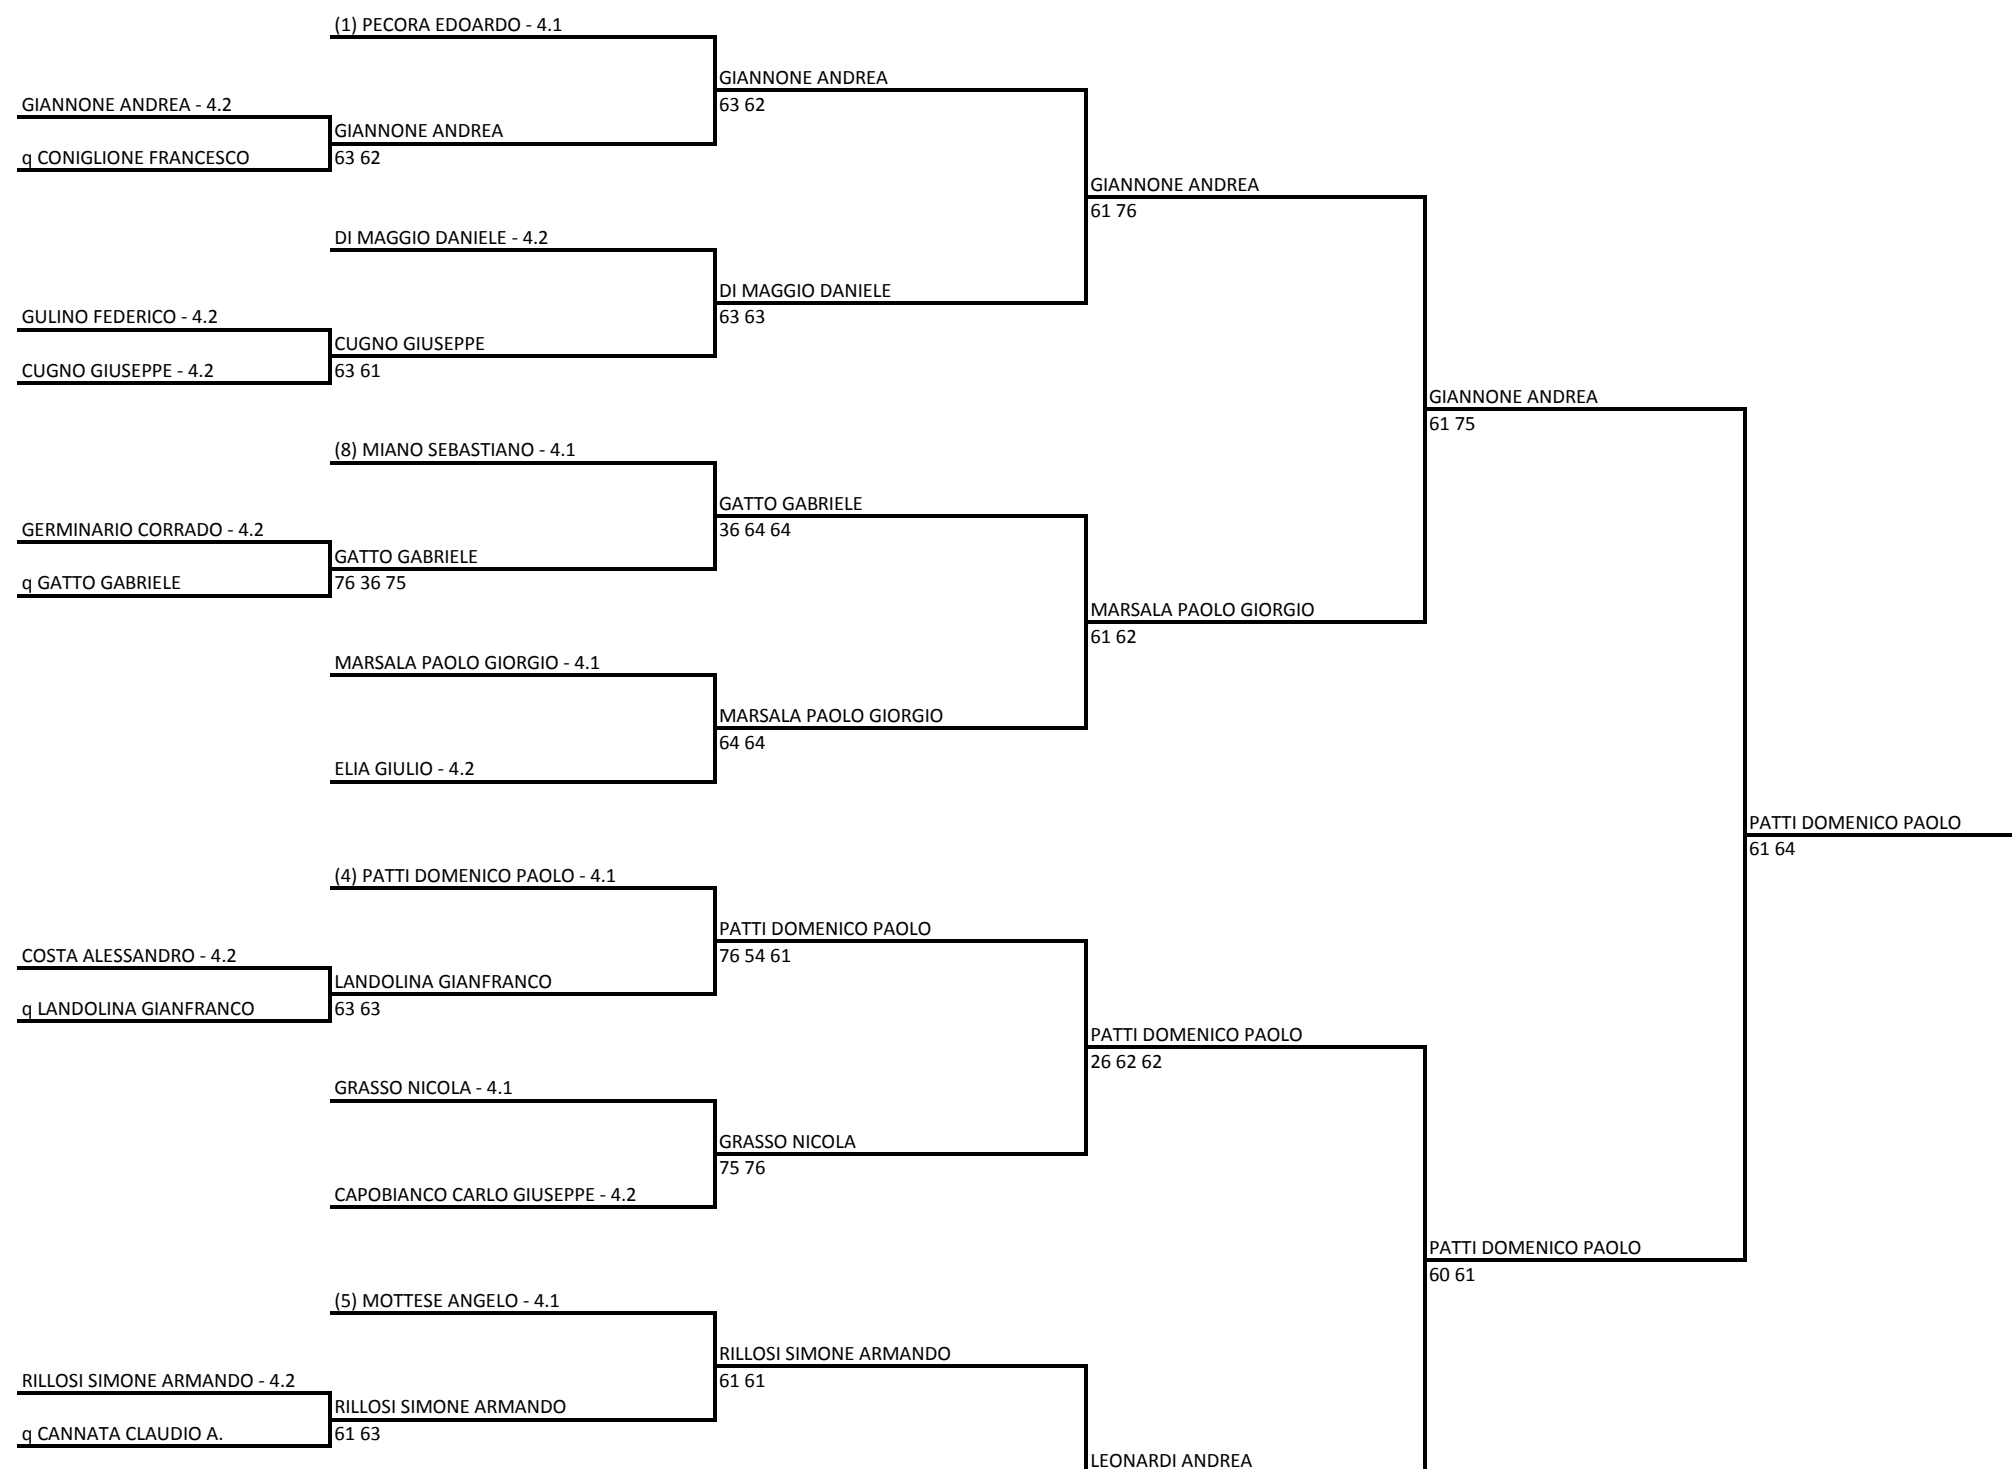 (1) PECORA EDOARDO - 4.1
GIANNONE ANDREA
GIANNONE ANDREA - 4.2
63 62
GIANNONE ANDREA
q CONIGLIONE FRANCESCO
63 62
GIANNONE ANDREA
61 76
DI MAGGIO DANIELE - 4.2
DI MAGGIO DANIELE
GULINO FEDERICO - 4.2
63 63
CUGNO GIUSEPPE
CUGNO GIUSEPPE - 4.2
63 61
GIANNONE ANDREA
61 75
(8) MIANO SEBASTIANO - 4.1
GATTO GABRIELE
GERMINARIO CORRADO - 4.2
36 64 64
GATTO GABRIELE
q GATTO GABRIELE
76 36 75
MARSALA PAOLO GIORGIO
61 62
MARSALA PAOLO GIORGIO - 4.1
MARSALA PAOLO GIORGIO
64 64
ELIA GIULIO - 4.2
PATTI DOMENICO PAOLO
61 64
(4) PATTI DOMENICO PAOLO - 4.1
PATTI DOMENICO PAOLO
COSTA ALESSANDRO - 4.2
76 54 61
LANDOLINA GIANFRANCO
q LANDOLINA GIANFRANCO
63 63
PATTI DOMENICO PAOLO
26 62 62
GRASSO NICOLA - 4.1
GRASSO NICOLA
75 76
CAPOBIANCO CARLO GIUSEPPE - 4.2
PATTI DOMENICO PAOLO
60 61
(5) MOTTESE ANGELO - 4.1
RILLOSI SIMONE ARMANDO
RILLOSI SIMONE ARMANDO - 4.2
61 61
RILLOSI SIMONE ARMANDO
q CANNATA CLAUDIO A.
61 63
LEONARDI ANDREA